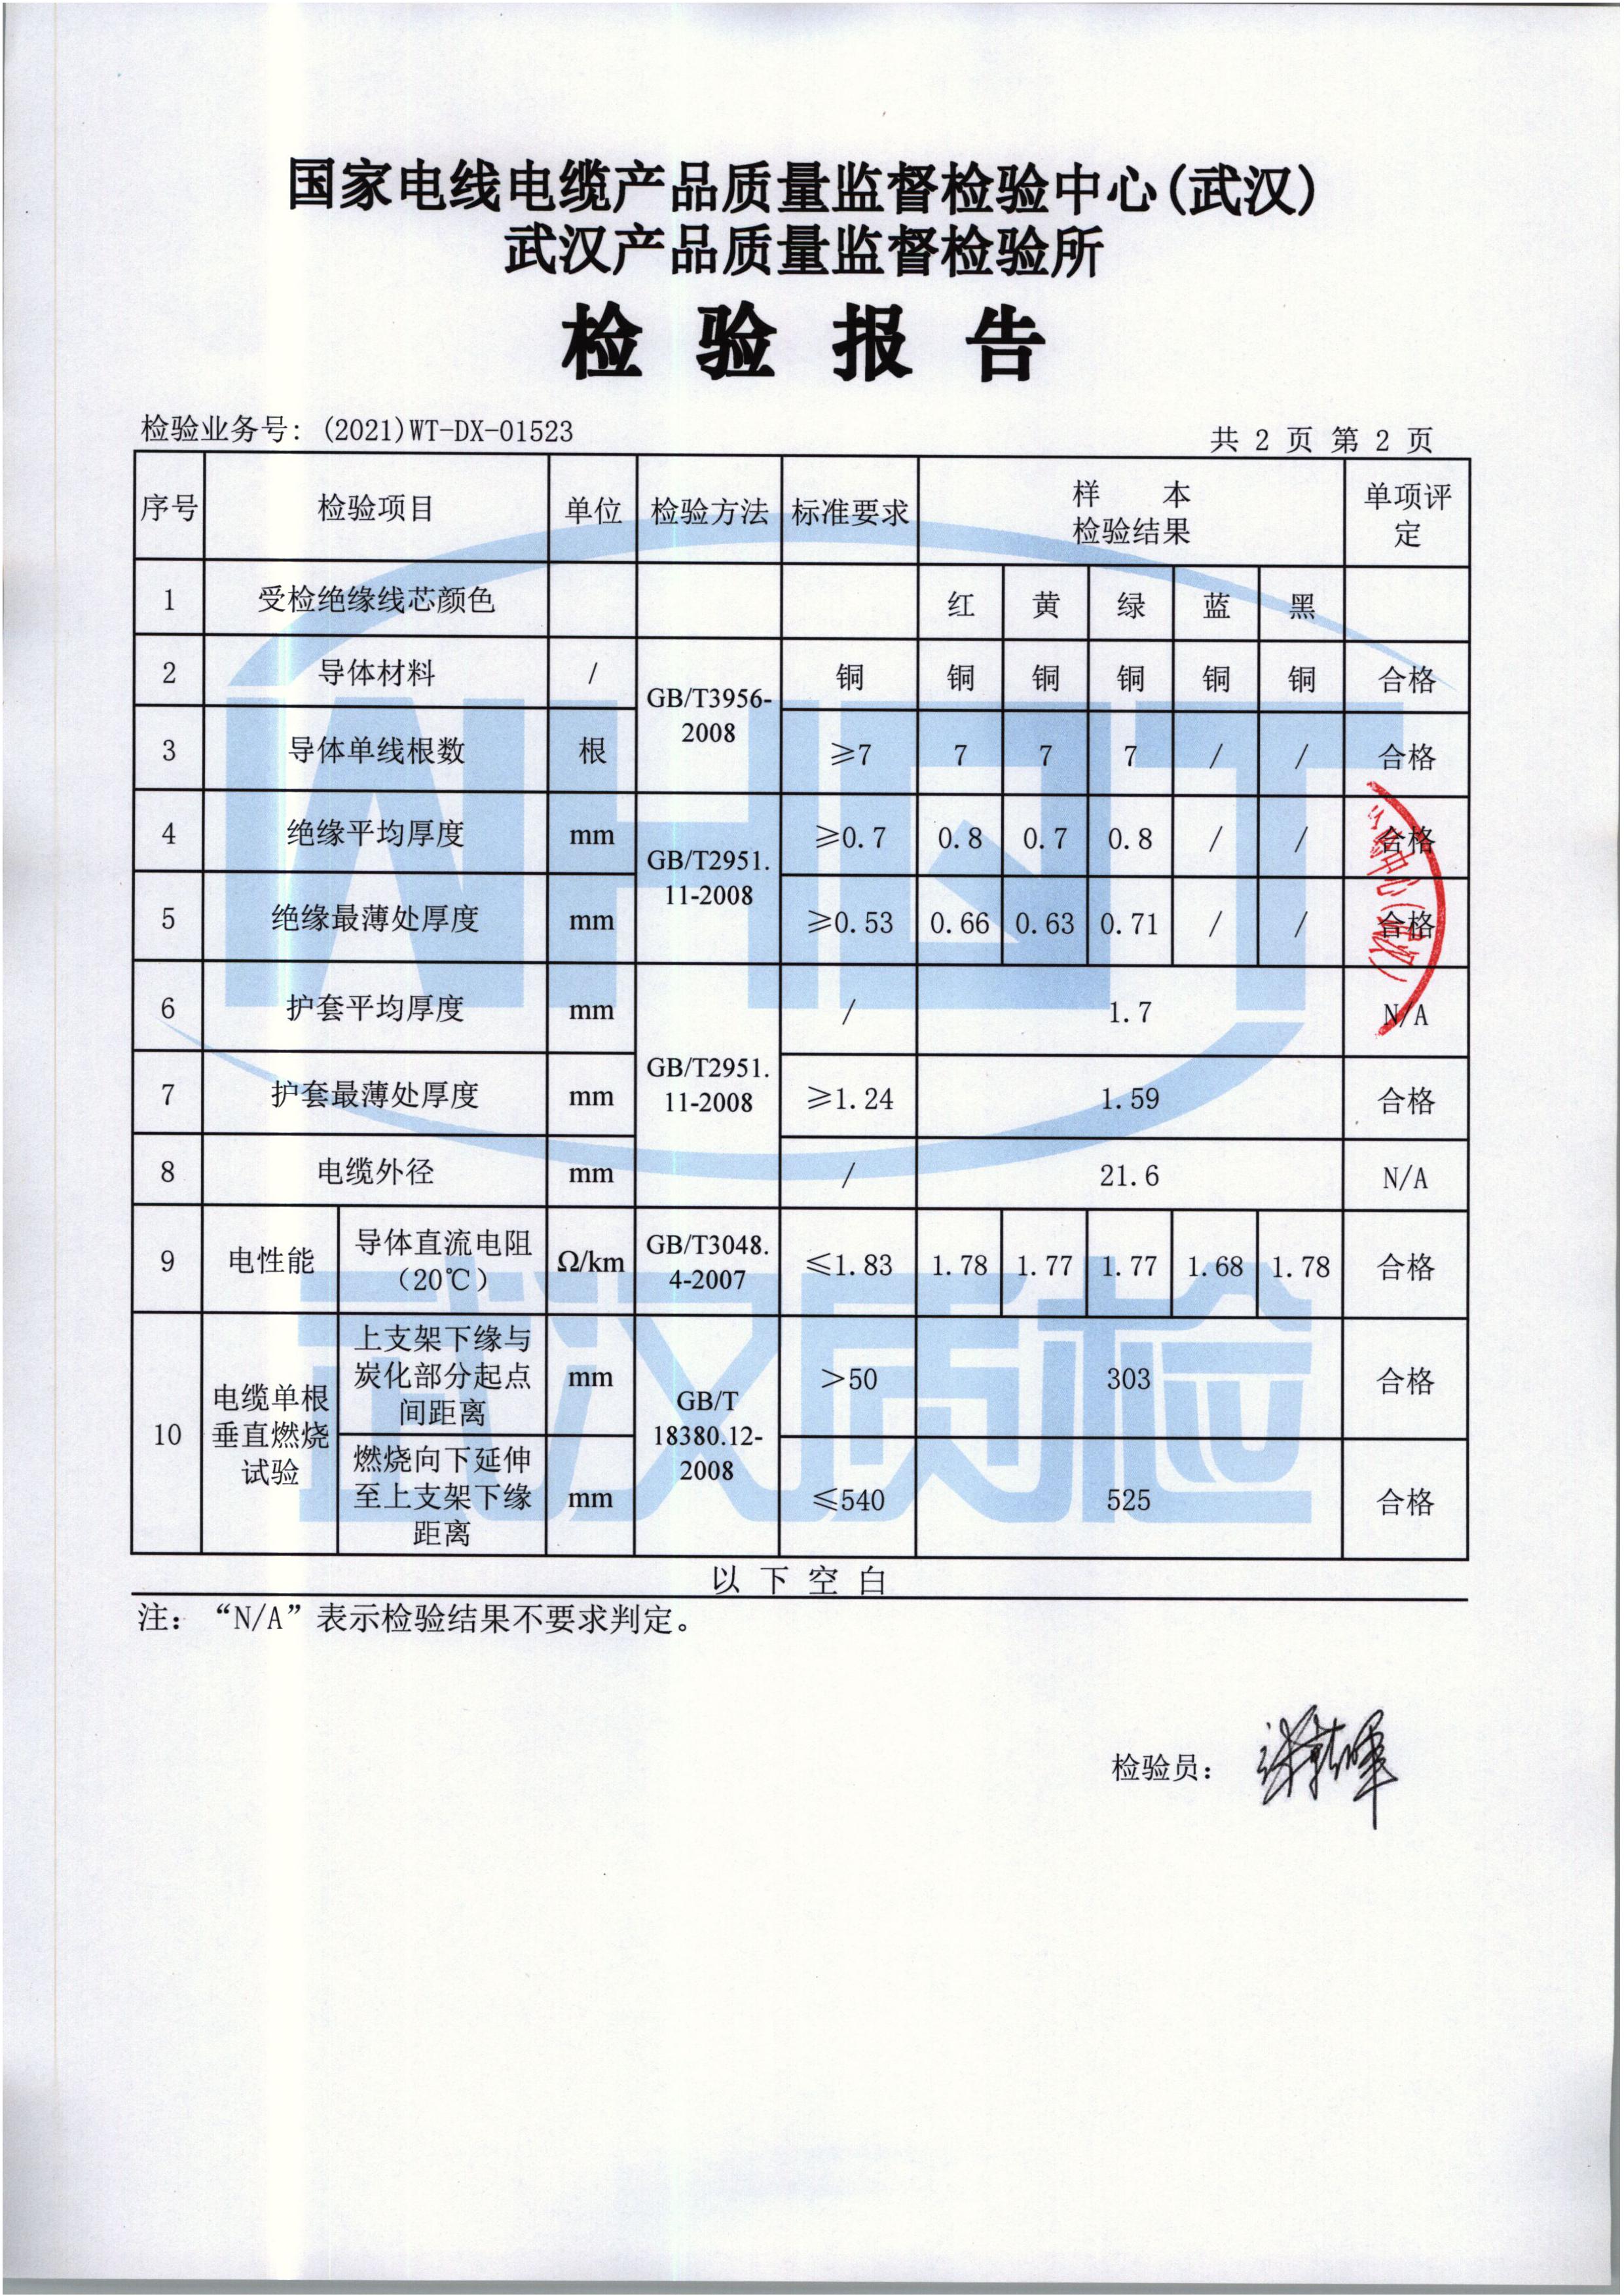 国家电线电缆产品质量监督检验中心(武汉)
武汉产品质量监督检验所
检 验 报 告
检验业务号: (2021)WT-DX-01523
共 2 页 第 2 页
序号 检验项目 单位 检验方法 标准要求 样 本 检验结果 单项评定
1 受检绝缘线芯颜色 红 黄 绿 蓝 黑
2 导体材料 / GB/T3956-2008 铜 铜 铜 铜 铜 铜 合格
3 导体单线根数 根 ≥7 7 7 7 / / 合格
4 绝缘平均厚度 mm GB/T2951.11-2008 ≥0.7 0.8 0.7 0.8 / / 合格
5 绝缘最薄处厚度 mm ≥0.53 0.66 0.63 0.71 / / 合格
6 护套平均厚度 mm GB/T2951.11-2008 / 1.7 N/A
7 护套最薄处厚度 mm ≥1.24 1.59 合格
8 电缆外径 mm / 21.6 N/A
9 电性能 导体直流电阻（20℃） Ω/km GB/T3048.4-2007 ≤1.83 1.78 1.77 1.77 1.68 1.78 合格
10 电缆单根垂直燃烧试验 上支架下缘与炭化部分起点间距离 mm GB/T 18380.12-2008 >50 303 合格
燃烧向下延伸至上支架下缘距离 mm ≤540 525 合格
以 下 空 白
注: “N/A”表示检验结果不要求判定。
检验员:
WHQT
武汉质检
中心(武汉)